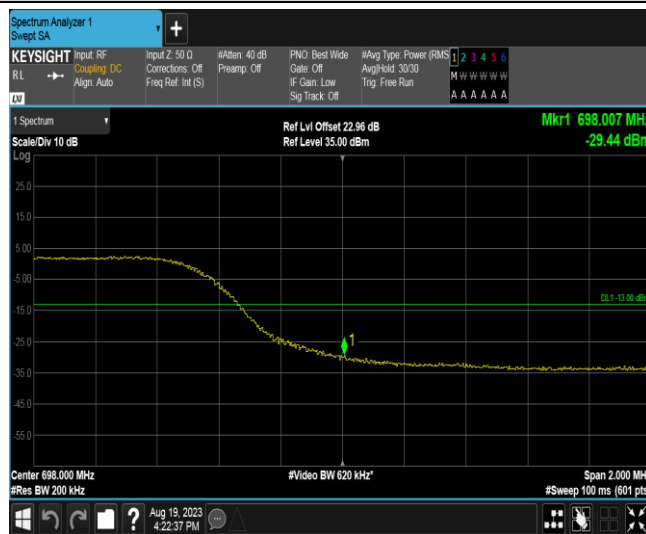 Spectrum Analyzer 1
Swept SA
KEYSIGHT
RL
LXI
Input: RF
Coupling: DC
Align: Auto
Input Z: 50 Ω
Corrections: Off
Freq Ref: Int (S)
#Atten: 40 dB
Preamp: Off
PNO: Best Wide
Gate: Off
IF Gain: Low
Sig Track: Off
#Avg Type: Power (RMS
Avg|Hold: 30/30
Trig: Free Run
1 2 3 4 5 6
M W W W W W
A A A A A A
1 Spectrum
Scale/Div 10 dB
Ref Lvl Offset 22.96 dB
Ref Level 35.00 dBm
Mkr1 698.007 MHz
-29.44 dBm
Log
25.0
15.0
5.00
-5.00
DL1 -13.00 dBm
-15.0
-25.0
1
-35.0
-45.0
-55.0
Center 698.000 MHz
#Video BW 620 kHz*
Span 2.000 MHz
#Res BW 200 kHz
#Sweep 100 ms (601 pts
?
Aug 19, 2023
4:22:37 PM